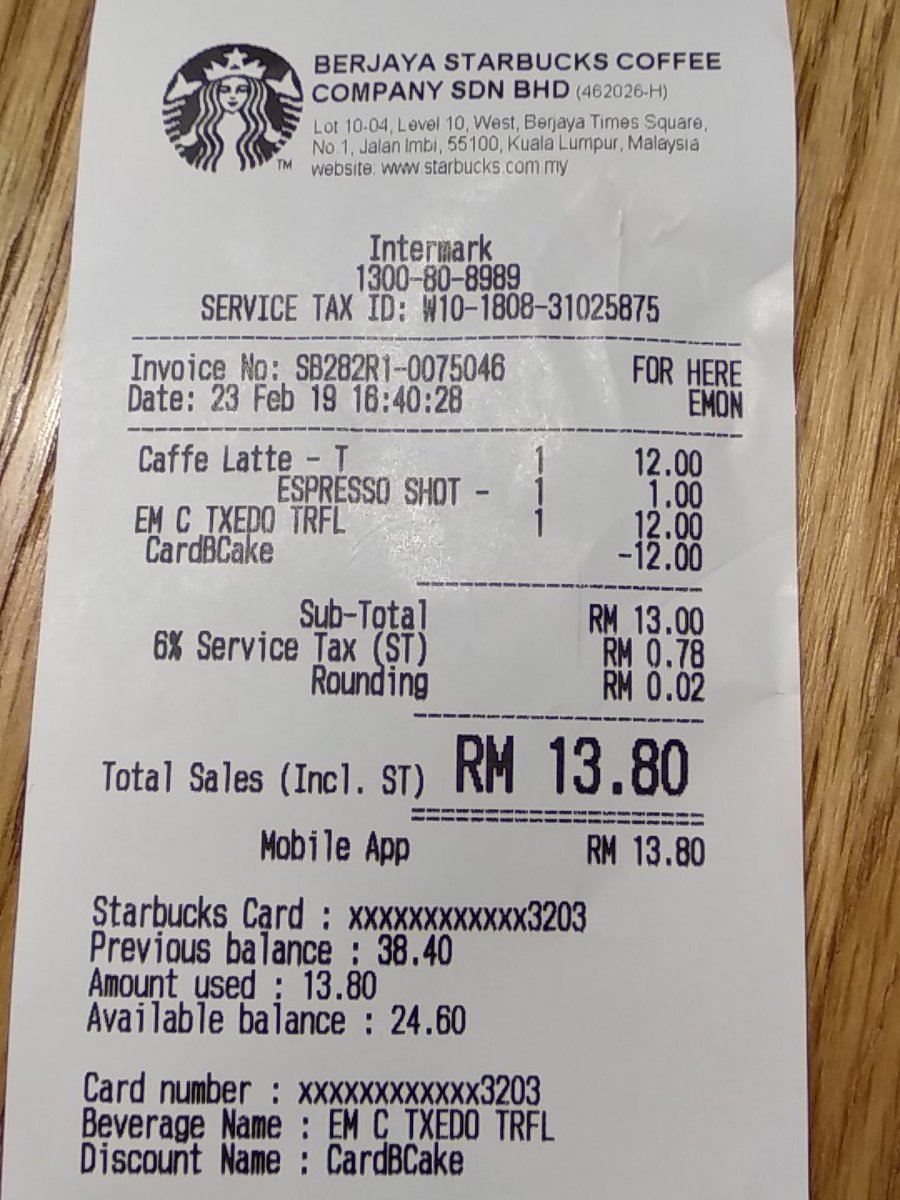 BERJAYA STARBUCKS COFFEE
COMPANY SDN BHD (462026-H)
Lot 10-04, Level 10, West, Berjaya Times Square,
No 1, Jalan Imbi, 55100, Kuala Lumpur, Malaysia
website. www.starbucks.com.my
TM
Intermark
1300-80-8989
SERVICE TAX ID: W10-1808-31025875
Invoice No: SB282R1-0075046 FOR HERE
Date: 23 Feb 19 16:40:28 EMON
Caffe Latte - T 1 12.00
ESPRESSO SHOT - 1 1.00
EM C TXEDO TRFL 1 12.00
CardBCake -12.00
Sub-Total RM 13.00
6% Service Tax (ST) RM 0.78
Rounding RM 0.02
Total Sales (Incl. ST) RM 13.80
Mobile App RM 13.80
Starbucks Card : xxxxxxxxxxxx3203
Previous balance : 38.40
Amount used : 13.80
Available balance : 24.60
Card number : xxxxxxxxxxxx3203
Beverage Name : EM C TXEDO TRFL
Discount Name : CardBCake